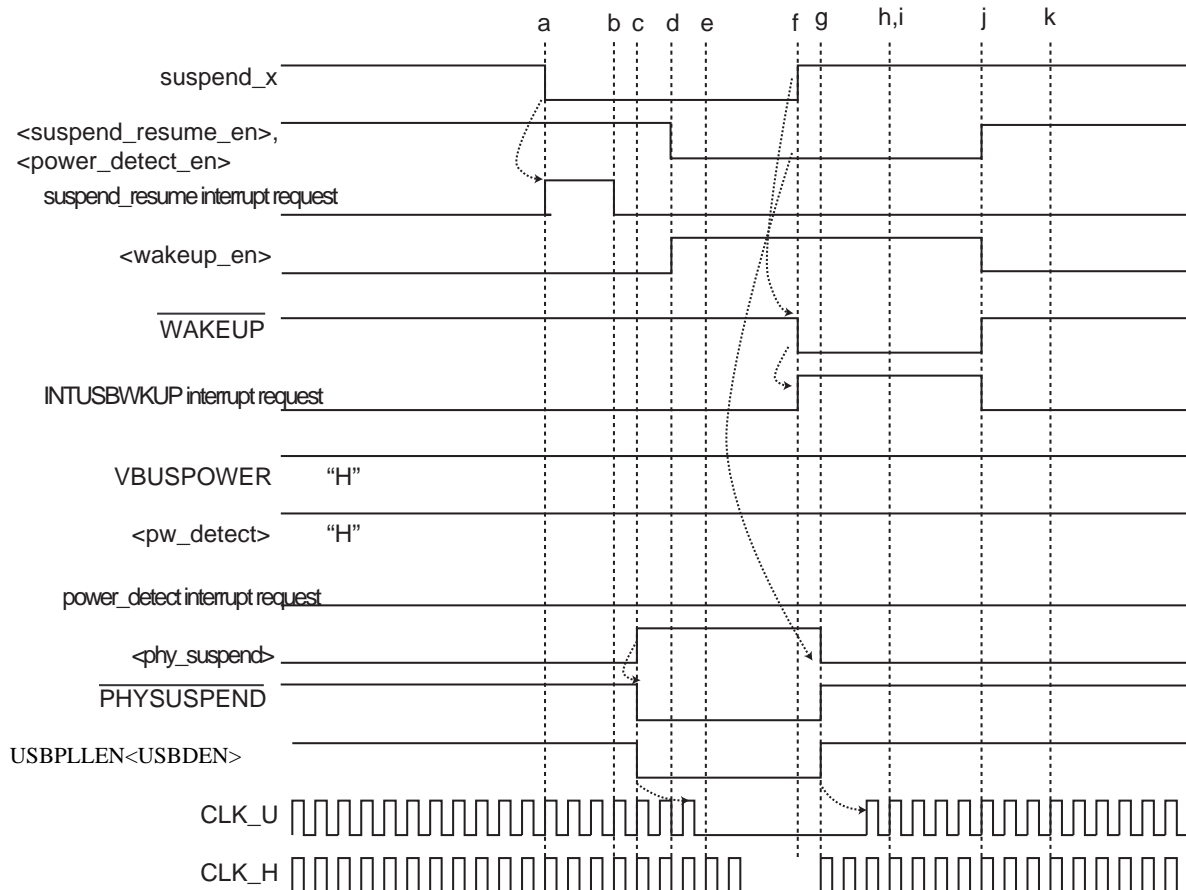 a b c d e f g h,i j k
suspend_x
<suspend_resume_en>,
<power_detect_en>
suspend_resume interrupt request
<wakeup_en>
WAKEUP
INTUSBWKUP interrupt request
VBUSPOWER “H”
<pw_detect> “H”
power_detect interrupt request
<phy_suspend>
PHYSUSPEND
USBPLLEN<USBDEN>
CLK_U
CLK_H